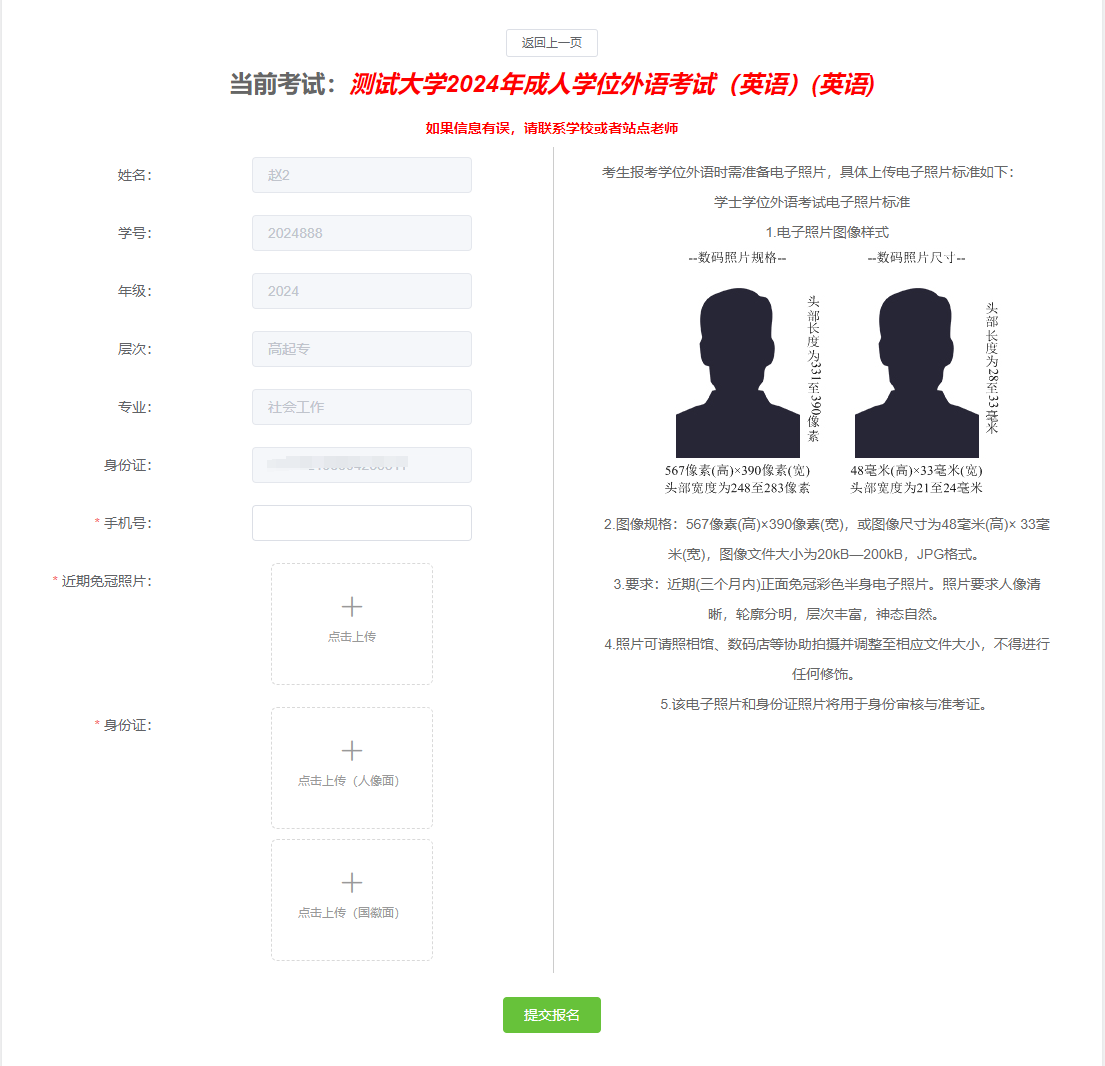 返回上一页
当前考试：测试大学2024年成人学位外语考试（英语）(英语)
如果信息有误，请联系学校或者站点老师
姓名： 赵2
学号： 2024888
年级： 2024
层次： 高起专
专业： 社会工作
身份证：
* 手机号：
* 近期免冠照片：
点击上传
* 身份证：
点击上传（人像面）
点击上传（国徽面）
考生报考学位外语时需准备电子照片，具体上传电子照片标准如下：
学士学位外语考试电子照片标准
1.电子照片图像样式
--数码照片规格--
头部长度为331至390像素
567像素(高)×390像素(宽)
头部宽度为248至283像素
--数码照片尺寸--
头部长度为28至33毫米
48毫米(高)×33毫米(宽)
头部宽度为21至24毫米
2.图像规格：567像素(高)×390像素(宽)，或图像尺寸为48毫米(高)× 33毫
米(宽)，图像文件大小为20kB—200kB，JPG格式。
3.要求：近期(三个月内)正面免冠彩色半身电子照片。照片要求人像清
晰，轮廓分明，层次丰富，神态自然。
4.照片可请照相馆、数码店等协助拍摄并调整至相应文件大小，不得进行
任何修饰。
5.该电子照片和身份证照片将用于身份审核与准考证。
提交报名